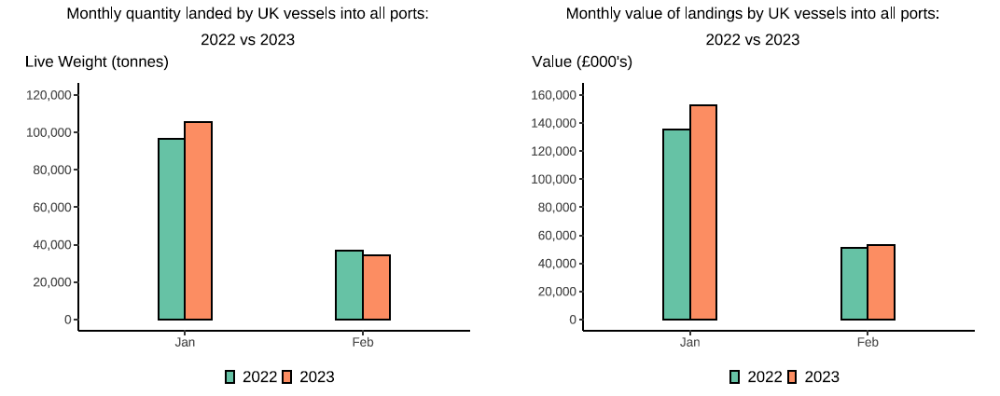 Monthly quantity landed by UK vessels into all ports:
2022 vs 2023
Live Weight (tonnes)
120,000
100,000
80,000
60,000
40,000
20,000
0
Jan Feb
2022 2023
Monthly value of landings by UK vessels into all ports:
2022 vs 2023
Value (£000's)
160,000
140,000
120,000
100,000
80,000
60,000
40,000
20,000
0
Jan Feb
2022 2023